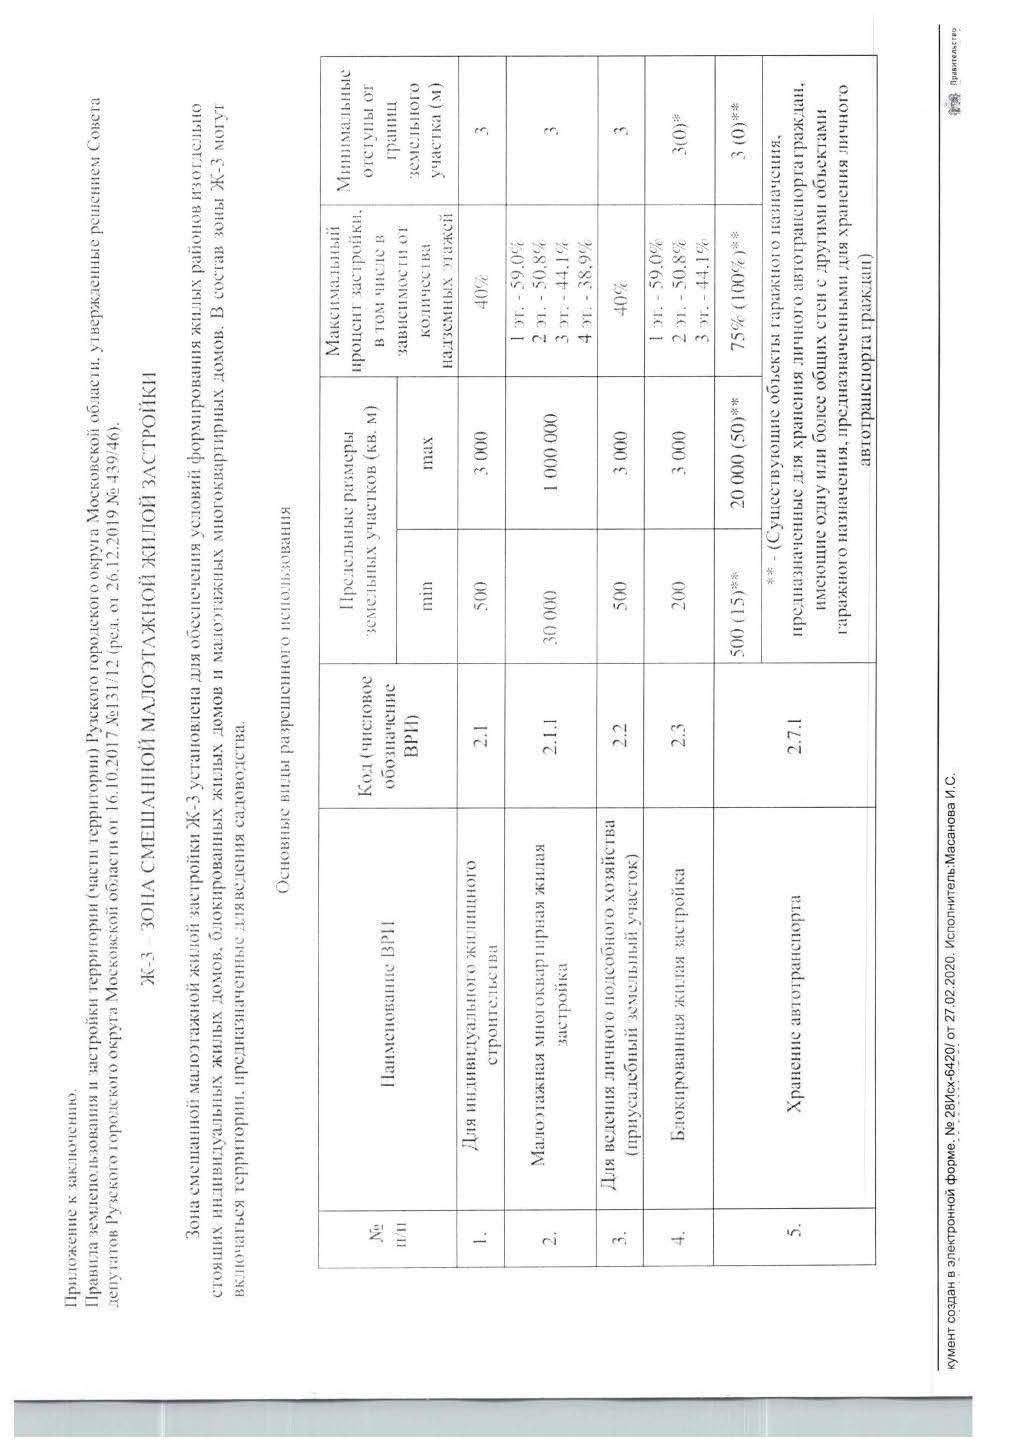 Приложение к заключению.
Правила землепользования и застройки территории (части территории) Рузского городского округа Московской области, утвержденные решением Совета
депутатов Рузского городского округа Московской области от 16.10.2017 №131/12 (ред. от 26.12.2019 № 439/46).
Ж-3 – ЗОНА СМЕШАННОЙ МАЛОЭТАЖНОЙ ЖИЛОЙ ЗАСТРОЙКИ
Зона смешанной малоэтажной жилой застройки Ж-3 установлена для обеспечения условий формирования жилых районов из отдельно
стоящих индивидуальных жилых домов, блокированных жилых домов и малоэтажных многоквартирных домов. В состав зоны Ж-3 могут
включаться территории, предназначенные для ведения садоводства.
Основные виды разрешенного использования
№
п/п
Наименование ВРИ
Код (числовое
обозначение
ВРИ)
Предельные размеры
земельных участков (кв. м)
min
max
Максимальный
процент застройки,
в том числе в
зависимости от
количества
надземных этажей
Минимальные
отступы от
границ
земельного
участка (м)
1.
Для индивидуального жилищного
строительства
2.1
500
3 000
40%
3
2.
Малоэтажная многоквартирная жилая
застройка
2.1.1
30 000
1 000 000
1 эт. - 59.0%
2 эт. - 50.8%
3 эт. - 44.1%
4 эт. - 38.9%
3
3.
Для ведения личного подсобного хозяйства
(приусадебный земельный участок)
2.2
500
3 000
40%
3
4.
Блокированная жилая застройка
2.3
200
3 000
1 эт. - 59.0%
2 эт. - 50.8%
3 эт. - 44.1%
3(0)*
5.
Хранение автотранспорта
2.7.1
500 (15)**
20 000 (50)**
75% (100%)**
3 (0)**
** - (Существующие объекты гаражного назначения,
предназначенные для хранения личного автотранспорта граждан,
имеющие одну или более общих стен с другими объектами
гаражного назначения, предназначенными для хранения личного
автотранспорта граждан)
кумент создан в электронной форме. № 28Исх-6420/ от 27.02.2020. Исполнитель:Масанова И.С.
Правительство